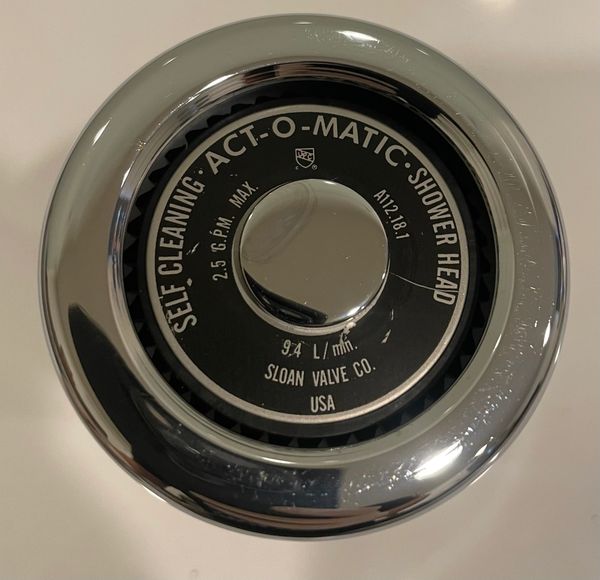 SELF CLEANING · ACT-O-MATIC · SHOWER HEAD
UPC
®
2.5 G.P.M. MAX.
A112.18.1
9.4 L/min.
SLOAN VALVE CO.
USA